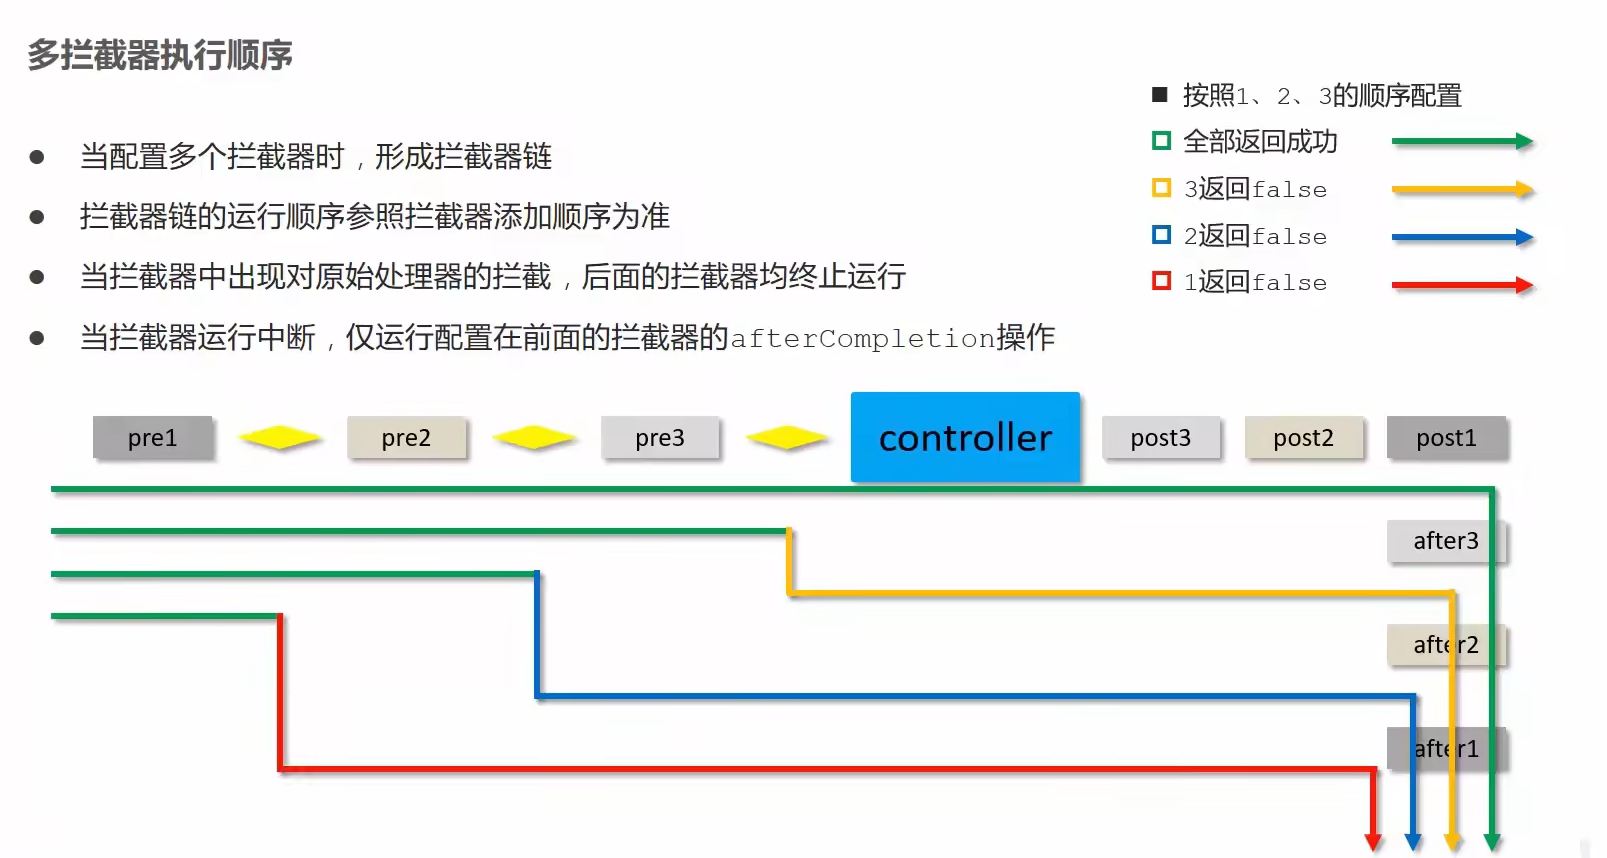 多拦截器执行顺序
当配置多个拦截器时，形成拦截器链
拦截器链的运行顺序参照拦截器添加顺序为准
当拦截器中出现对原始处理器的拦截，后面的拦截器均终止运行
当拦截器运行中断，仅运行配置在前面的拦截器的afterCompletion操作
按照1、2、3的顺序配置
全部返回成功
3返回false
2返回false
1返回false
pre1
pre2
pre3
controller
post3
post2
post1
after3
after2
after1